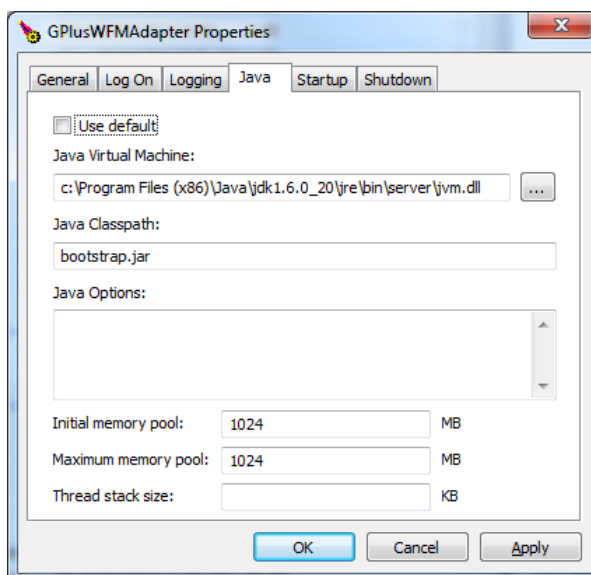 GPlusWFMAdapter Properties
General Log On Logging Java Startup Shutdown
Use default
Java Virtual Machine:
c:\Program Files (x86)\Java\jdk1.6.0_20\jre\bin\server\jvm.dll ...
Java Classpath:
bootstrap.jar
Java Options:
Initial memory pool: 1024 MB
Maximum memory pool: 1024 MB
Thread stack size: KB
OK Cancel Apply